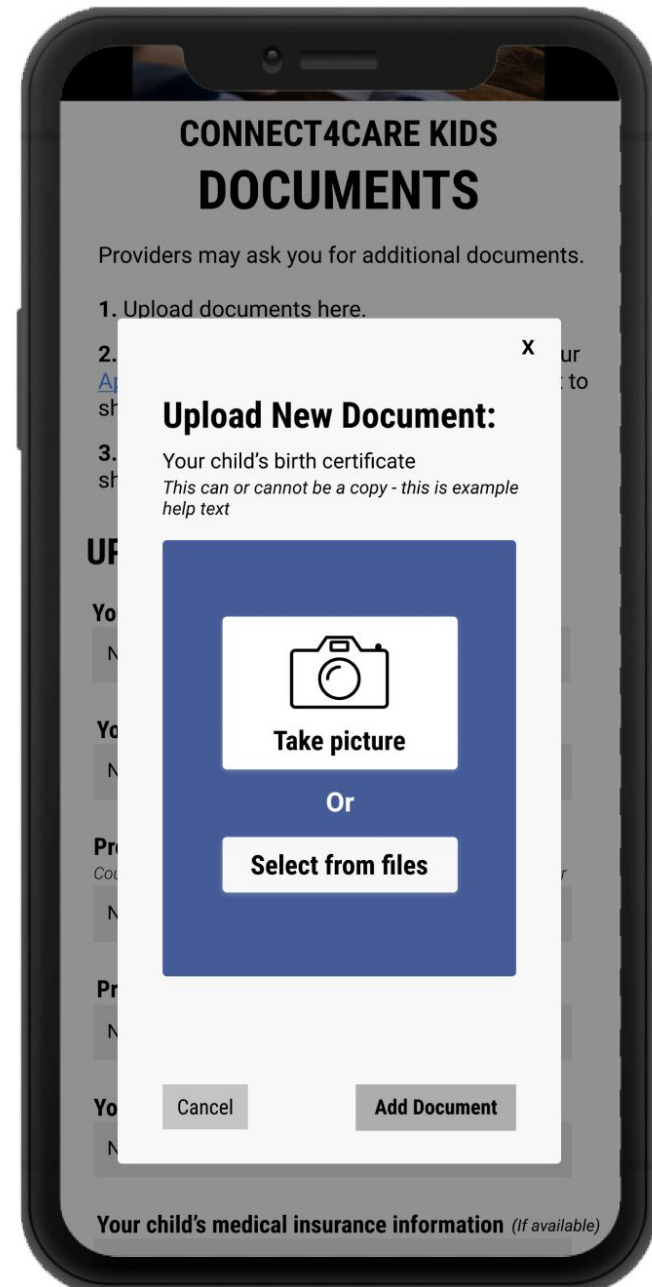 CONNECT4CARE KIDS
DOCUMENTS
Providers may ask you for additional documents.
1. Upload documents here.
2.
3.
X
Upload New Document:
Your child's birth certificate
This can or cannot be a copy - this is example
help text
Take picture
Or
Select from files
Cancel
Add Document
Your child's medical insurance information (If available)